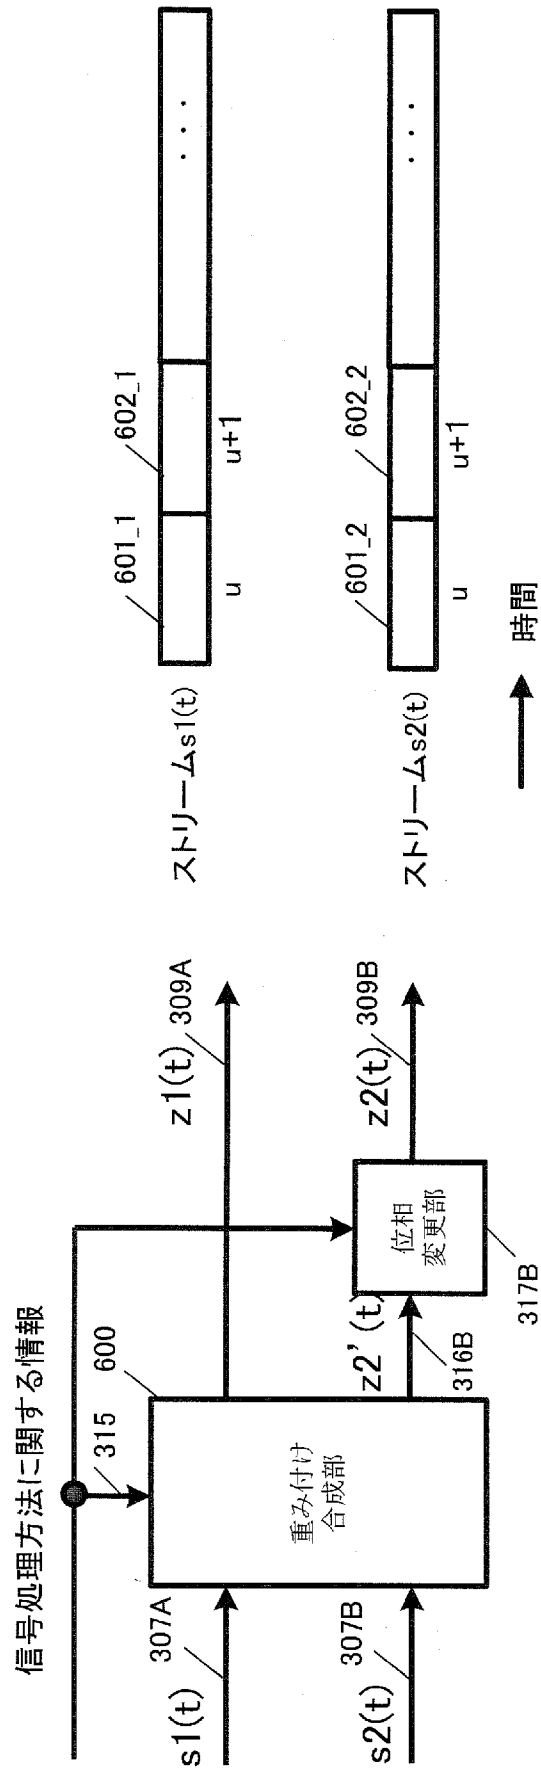 信号処理方法に関する情報
315
600
s1(t)
307A
s2(t)
307B
重み付け
合成部
z1(t)
309A
z2'(t)
316B
位相
変更部
317B
z2(t)
309B
ストリームs1(t)
601_1
602_1
u
u+1
・・・
ストリームs2(t)
601_2
602_2
u
u+1
・・・
時間